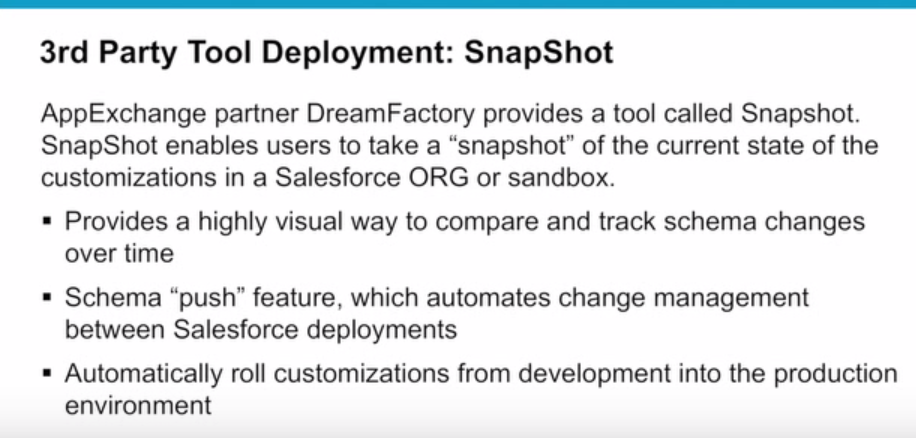 3rd Party Tool Deployment: SnapShot
AppExchange partner DreamFactory provides a tool called Snapshot.
SnapShot enables users to take a “snapshot” of the current state of the
customizations in a Salesforce ORG or sandbox.
▪ Provides a highly visual way to compare and track schema changes
over time
▪ Schema “push” feature, which automates change management
between Salesforce deployments
▪ Automatically roll customizations from development into the production
environment